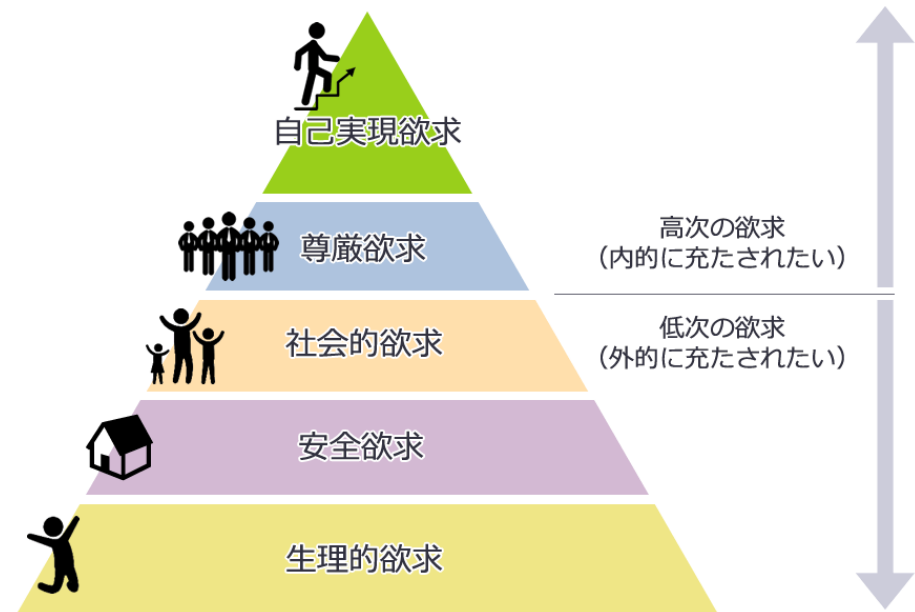 自己実現欲求
尊厳欲求
高次の欲求
（内的に充たされたい）
社会的欲求
低次の欲求
（外的に充たされたい）
安全欲求
生理的欲求